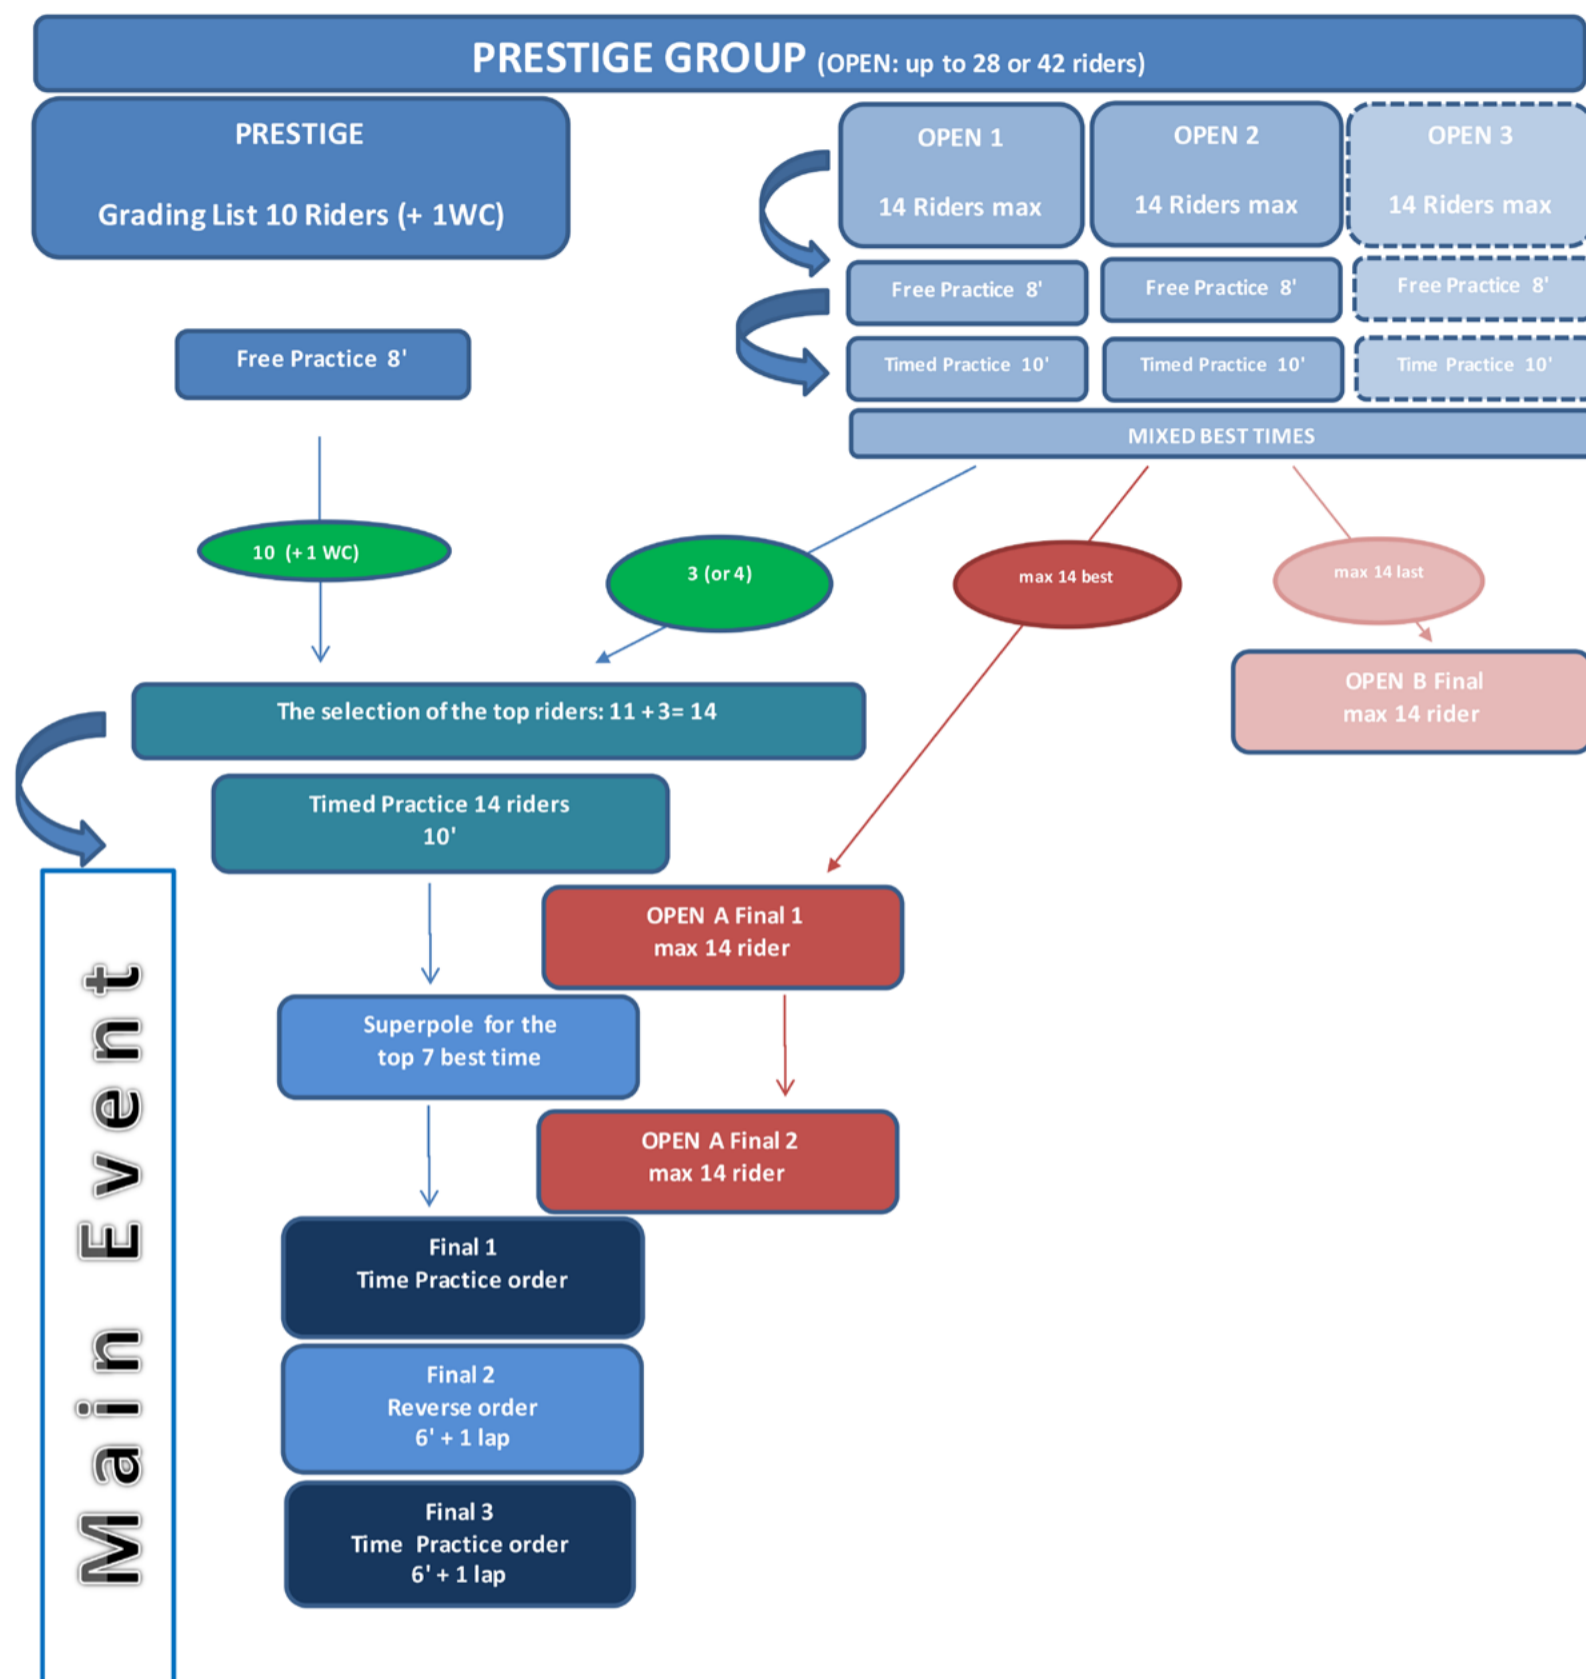 PRESTIGE GROUP (OPEN: up to 28 or 42 riders)
PRESTIGE
Grading List 10 Riders (+ 1WC)
OPEN 1
14 Riders max
OPEN 2
14 Riders max
OPEN 3
14 Riders max
Free Practice 8'
Free Practice 8'
Free Practice 8'
Free Practice 8'
Timed Practice 10'
Timed Practice 10'
Time Practice 10'
MIXED BEST TIMES
10 (+ 1 WC)
3 (or 4)
max 14 best
max 14 last
The selection of the top riders: 11 + 3= 14
OPEN B Final
max 14 rider
Timed Practice 14 riders
10'
OPEN A Final 1
max 14 rider
Superpole for the
top 7 best time
OPEN A Final 2
max 14 rider
Final 1
Time Practice order
Final 2
Reverse order
6' + 1 lap
Final 3
Time Practice order
6' + 1 lap
Main Event